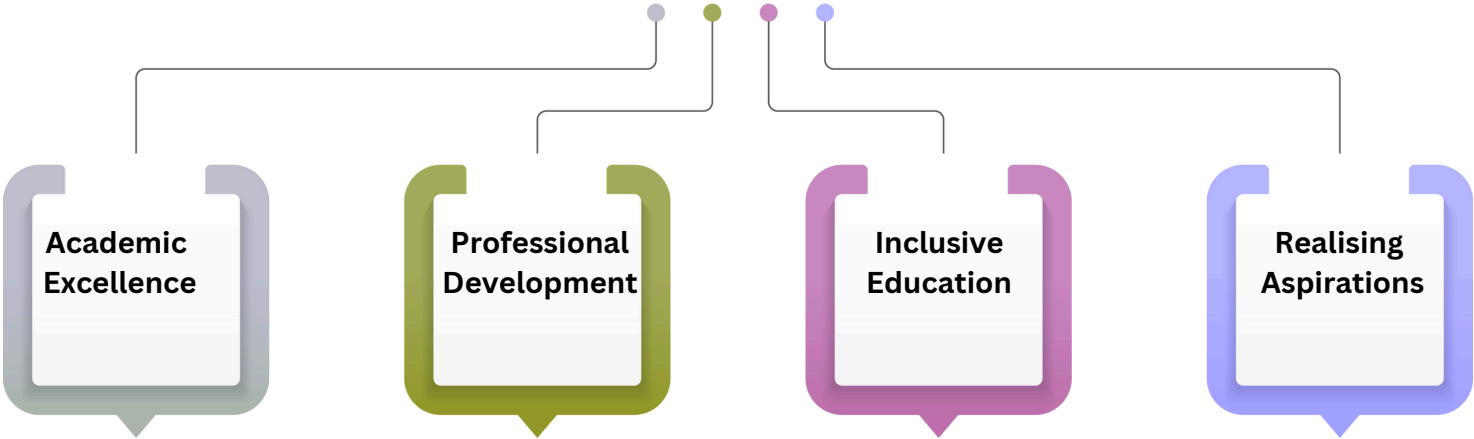 Academic
Excellence
Professional
Development
Inclusive
Education
Realising
Aspirations